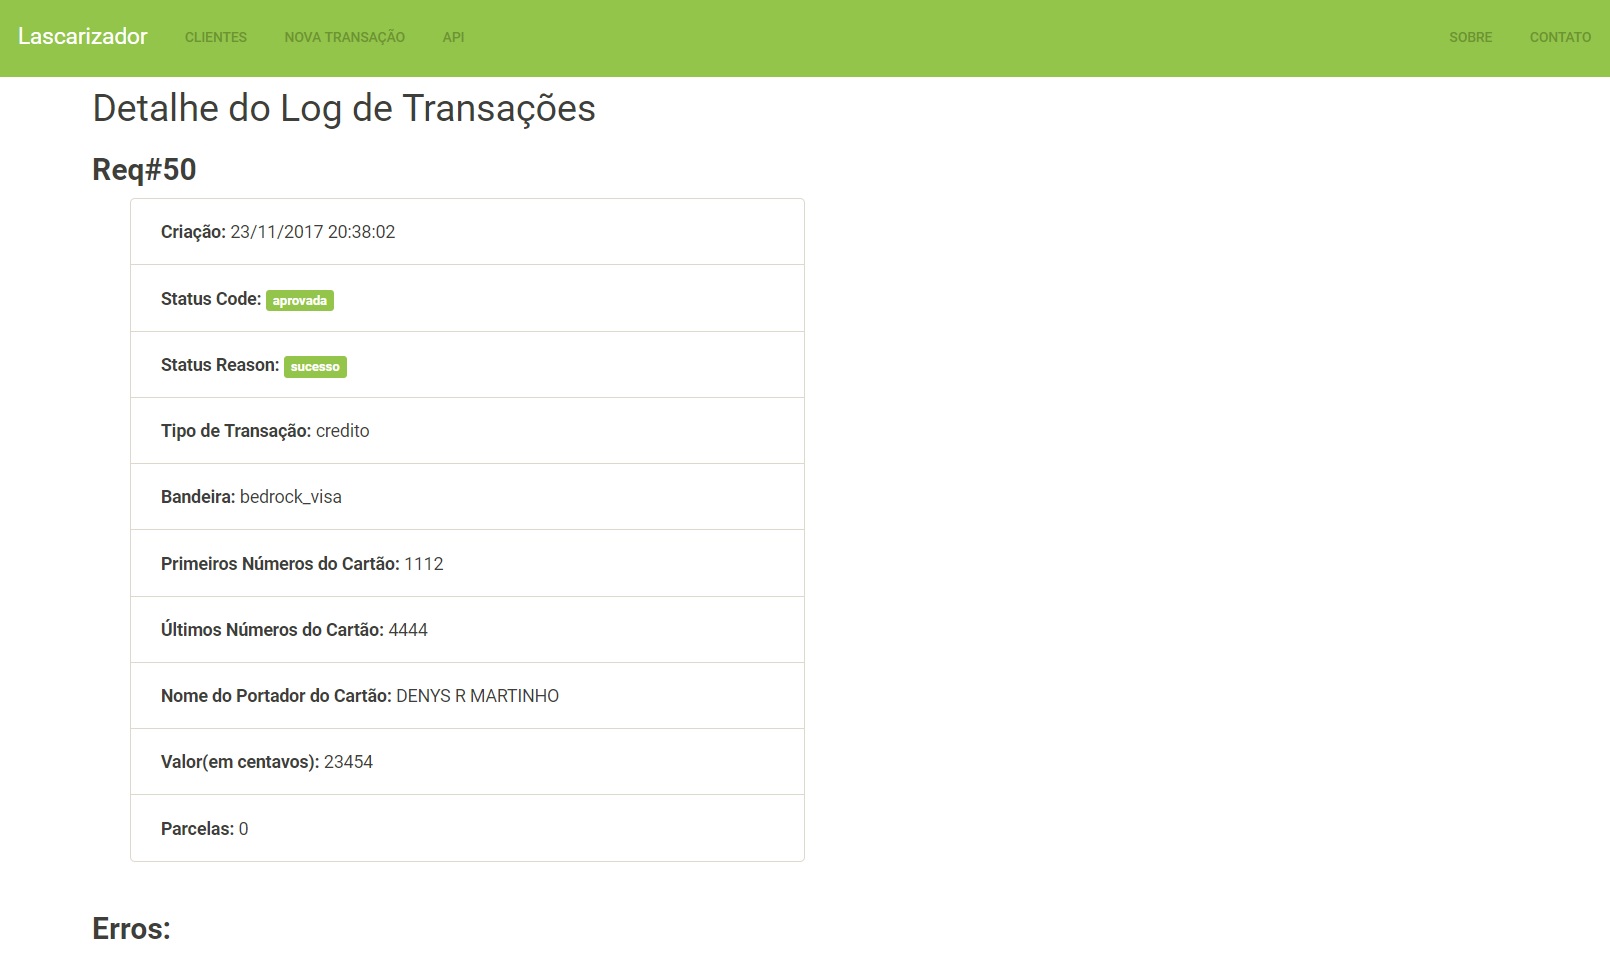 Lascarizador CLIENTES NOVA TRANSAÇÃO API SOBRE CONTATO
Detalhe do Log de Transações
Req#50
Criação: 23/11/2017 20:38:02
Status Code: aprovada
Status Reason: sucesso
Tipo de Transação: credito
Bandeira: bedrock_visa
Primeiros Números do Cartão: 1112
Últimos Números do Cartão: 4444
Nome do Portador do Cartão: DENYS R MARTINHO
Valor(em centavos): 23454
Parcelas: 0
Erros: